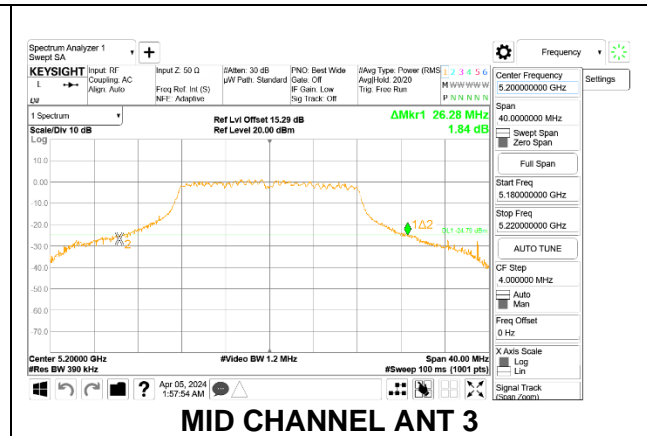 Spectrum Analyzer 1
Swept SA
Frequency
KEYSIGHT
Input: RF
Coupling: AC
Align: Auto
Input Z: 50 Ω
Freq Ref: Int (S)
NFE: Adaptive
#Atten: 30 dB
µW Path: Standard
PNO: Best Wide
Gate: Off
IF Gain: Low
Sig Track: Off
#Avg Type: Power (RMS
Avg|Hold: 20/20
Trig: Free Run
1 2 3 4 5 6
M W W W W W
P N N N N N
Center Frequency
5.200000000 GHz
Settings
Span
40.0000000 MHz
Swept Span
Zero Span
Full Span
Start Freq
5.180000000 GHz
Stop Freq
5.220000000 GHz
AUTO TUNE
CF Step
4.000000 MHz
Auto
Man
Freq Offset
0 Hz
X Axis Scale
Log
Lin
Signal Track
(Span Zoom)
1 Spectrum
Scale/Div 10 dB
Log
Ref Lvl Offset 15.29 dB
Ref Level 20.00 dBm
ΔMkr1 26.28 MHz
1.84 dB
10.0
0.00
-10.0
-20.0
-30.0
-40.0
-50.0
-60.0
-70.0
2
1Δ2
Center 5.20000 GHz
#Res BW 390 kHz
#Video BW 1.2 MHz
Span 40.00 MHz
#Sweep 100 ms (1001 pts)
Apr 05, 2024
1:57:54 AM
MID CHANNEL ANT 3